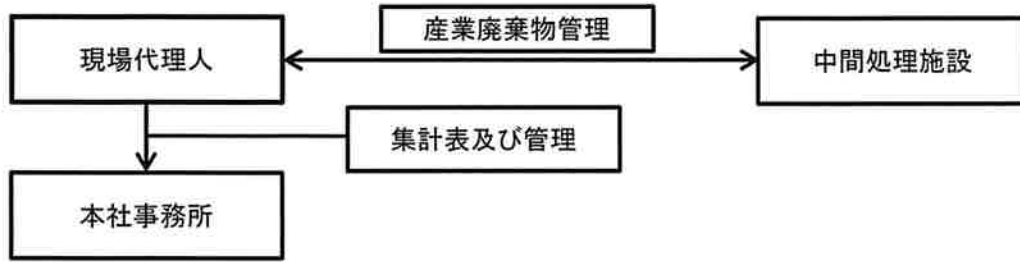 産業廃棄物管理
現場代理人
中間処理施設
集計表及び管理
本社事務所